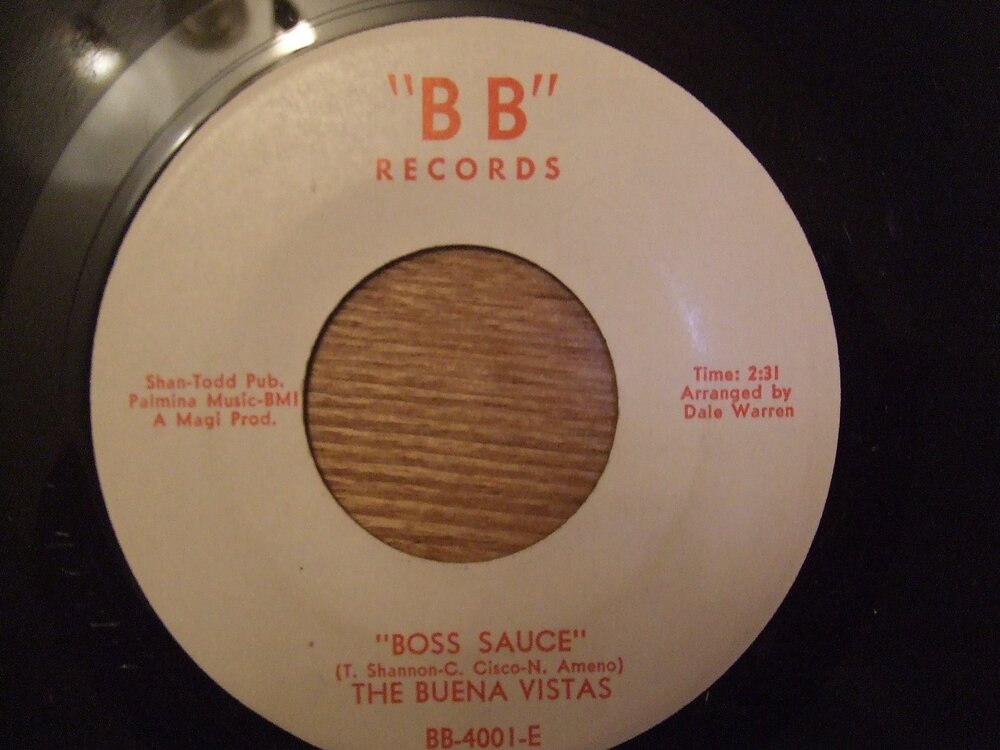 "B B"
RECORDS
Shan-Todd Pub.
Palmina Music-BMI
A Magi Prod.
Time: 2:31
Arranged by
Dale Warren
"BOSS SAUCE"
(T. Shannon-C. Cisco-N. Ameno)
THE BUENA VISTAS
BB-4001-E